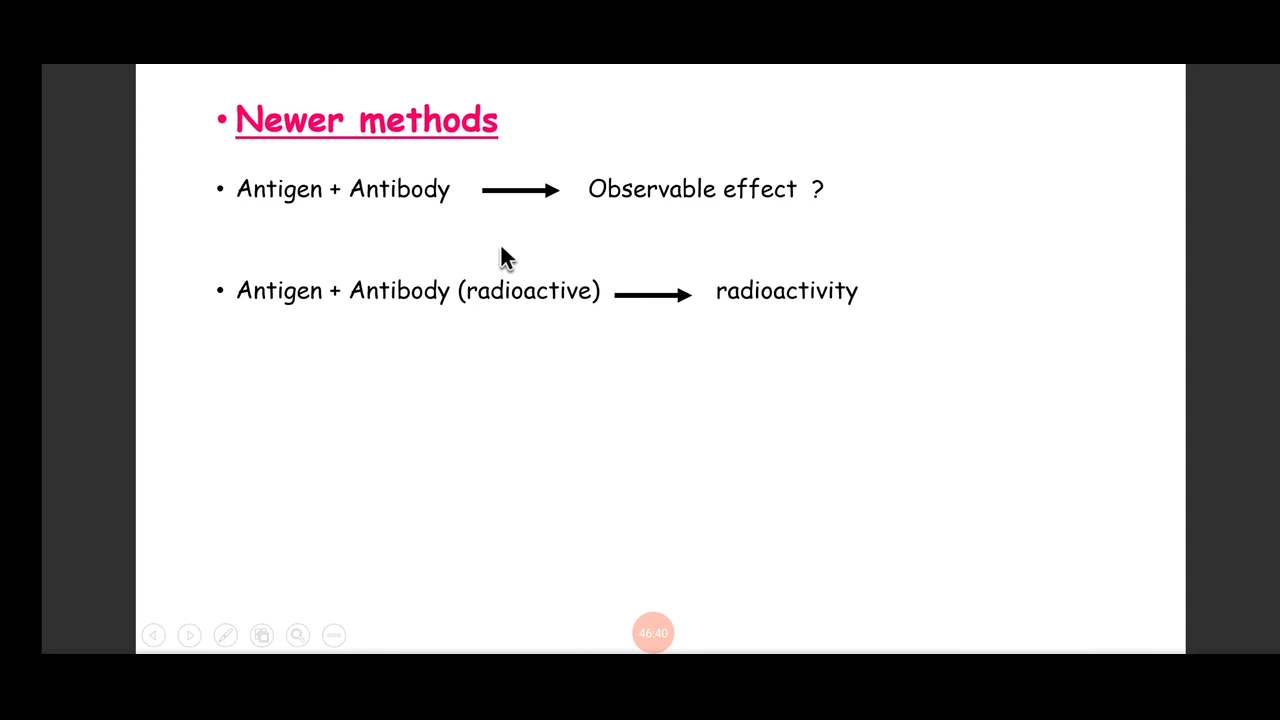 • Newer methods
• Antigen + Antibody → Observable effect ?
• Antigen + Antibody (radioactive) → radioactivity
46:40